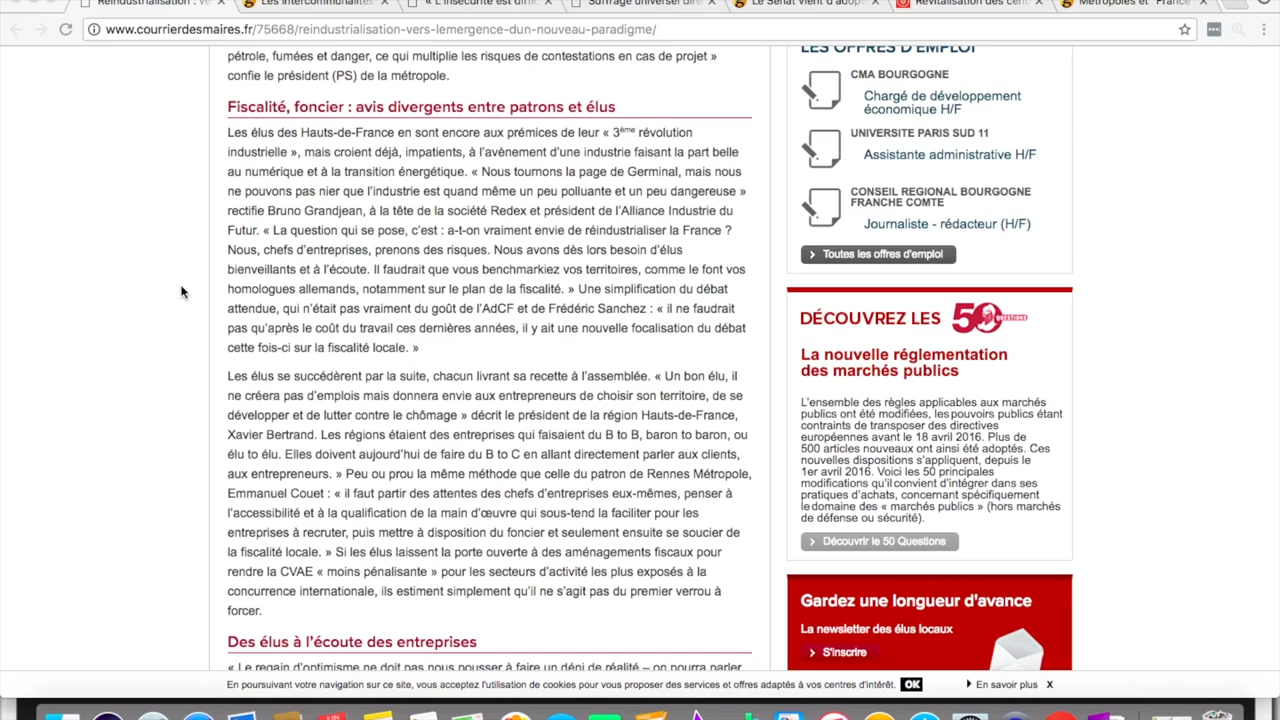 Réindustrialisation : vers
Les intercommunalités
« L'insécurité est diffic
Suffrage universel dire
Le Sénat vient d'adopt
Revitalisation des cent
Métropoles et "France
www.courrierdesmaires.fr/75668/reindustrialisation-vers-lemergence-dun-nouveau-paradigme/
pétrole, fumées et danger, ce qui multiplie les risques de contestations en cas de projet »
confie le président (PS) de la métropole.
Fiscalité, foncier : avis divergents entre patrons et élus
Les élus des Hauts-de-France en sont encore aux prémices de leur « 3ème révolution
industrielle », mais croient déjà, impatients, à l'avènement d'une industrie faisant la part belle
au numérique et à la transition énergétique. « Nous tournons la page de Germinal, mais nous
ne pouvons pas nier que l'industrie est quand même un peu polluante et un peu dangereuse »
rectifie Bruno Grandjean, à la tête de la société Redex et président de l'Alliance Industrie du
Futur. « La question qui se pose, c'est : a-t-on vraiment envie de réindustrialiser la France ?
Nous, chefs d'entreprises, prenons des risques. Nous avons dès lors besoin d'élus
bienveillants et à l'écoute. Il faudrait que vous benchmarkiez vos territoires, comme le font vos
homologues allemands, notamment sur le plan de la fiscalité. » Une simplification du débat
attendue, qui n'était pas vraiment du goût de l'AdCF et de Frédéric Sanchez : « il ne faudrait
pas qu'après le coût du travail ces dernières années, il y ait une nouvelle focalisation du débat
cette fois-ci sur la fiscalité locale. »
Les élus se succédèrent par la suite, chacun livrant sa recette à l'assemblée. « Un bon élu, il
ne créera pas d'emplois mais donnera envie aux entrepreneurs de choisir son territoire, de se
développer et de lutter contre le chômage » décrit le président de la région Hauts-de-France,
Xavier Bertrand. Les régions étaient des entreprises qui faisaient du B to B, baron to baron, ou
élu to élu. Elles doivent aujourd'hui de faire du B to C en allant directement parler aux clients,
aux entrepreneurs. » Peu ou prou la même méthode que celle du patron de Rennes Métropole,
Emmanuel Couet : « il faut partir des attentes des chefs d'entreprises eux-mêmes, penser à
l'accessibilité et à la qualification de la main d'œuvre qui sous-tend la faciliter pour les
entreprises à recruter, puis mettre à disposition du foncier et seulement ensuite se soucier de
la fiscalité locale. » Si les élus laissent la porte ouverte à des aménagements fiscaux pour
rendre la CVAE « moins pénalisante » pour les secteurs d'activité les plus exposés à la
concurrence internationale, ils estiment simplement qu'il ne s'agit pas du premier verrou à
forcer.
Des élus à l'écoute des entreprises
« Le regain d'optimisme ne doit pas nous pousser à faire un déni de réalité – on pourra parler
LES OFFRES D'EMPLOI
CMA BOURGOGNE
Chargé de développement
économique H/F
UNIVERSITE PARIS SUD 11
Assistante administrative H/F
CONSEIL REGIONAL BOURGOGNE
FRANCHE COMTE
Journaliste - rédacteur (H/F)
Toutes les offres d'emploi
DÉCOUVREZ LES 50 QUESTIONS
La nouvelle réglementation
des marchés publics
L'ensemble des règles applicables aux marchés
publics ont été modifiées, les pouvoirs publics étant
contraints de transposer des directives
européennes avant le 18 avril 2016. Plus de
500 articles nouveaux ont ainsi été adoptés. Ces
nouvelles dispositions s'appliquent, depuis le
1er avril 2016. Voici les 50 principales
modifications qu'il convient d'intégrer dans ses
pratiques d'achats, concernant spécifiquement
le domaine des « marchés publics » (hors marchés
de défense ou sécurité).
Découvrir le 50 Questions
Gardez une longueur d'avance
La newsletter des élus locaux
S'inscrire
En poursuivant votre navigation sur ce site, vous acceptez l'utilisation de cookies pour vous proposer des services et offres adaptés à vos centres d'intérêt. OK En savoir plus X